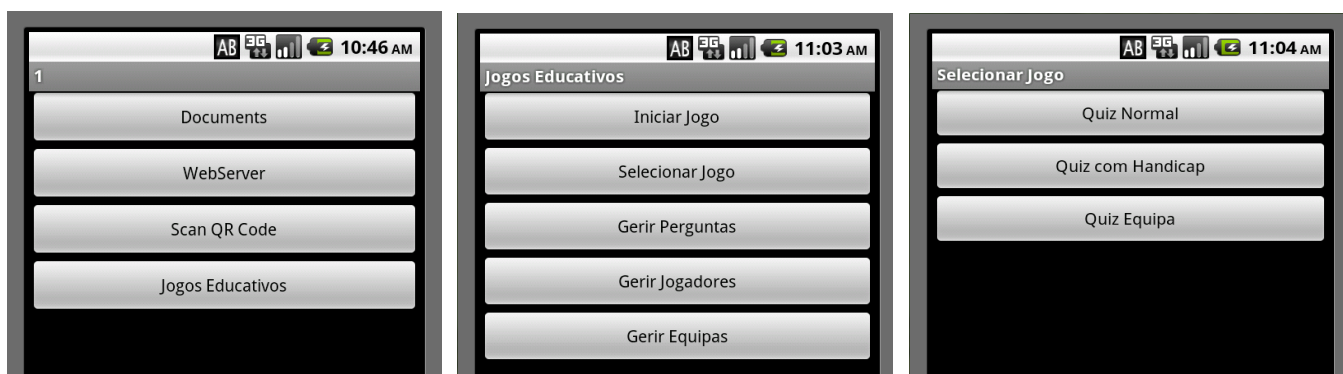 AB 3G 10:46 AM
1
Documents
WebServer
Scan QR Code
Jogos Educativos
AB 3G 11:03 AM
Jogos Educativos
Iniciar Jogo
Selecionar Jogo
Gerir Perguntas
Gerir Jogadores
Gerir Equipas
AB 3G 11:04 AM
Selecionar Jogo
Quiz Normal
Quiz com Handicap
Quiz Equipa